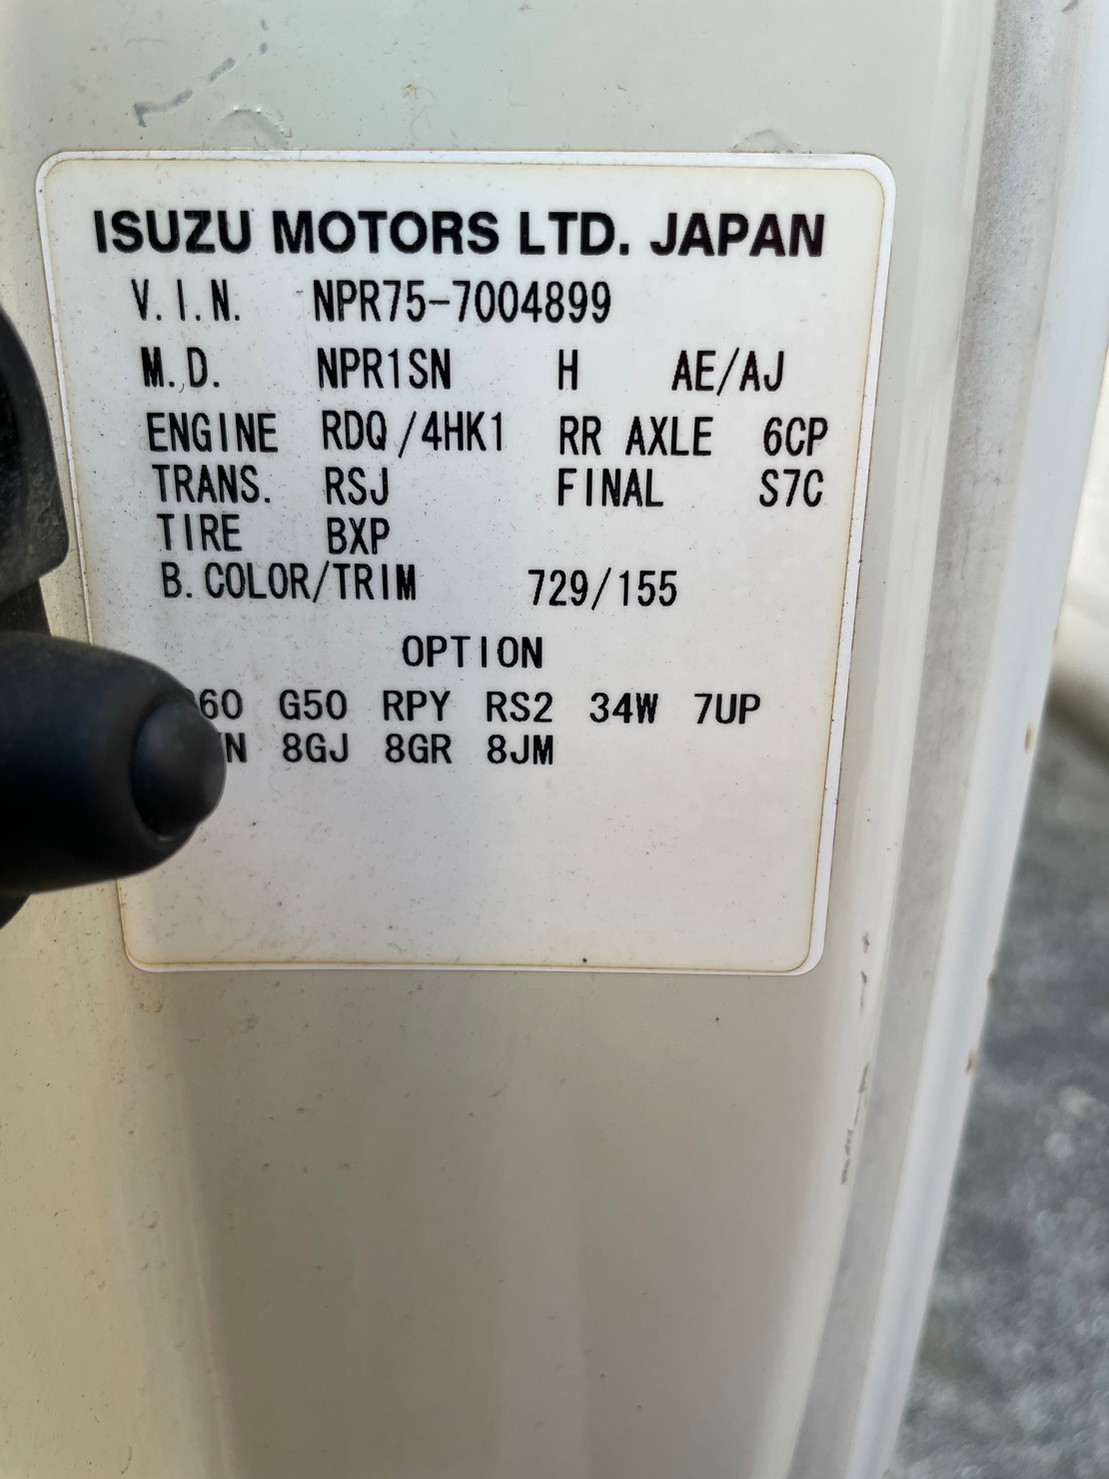 ISUZU MOTORS LTD. JAPAN
V.I.N. NPR75-7004899
M.D. NPR1SN H AE/AJ
ENGINE RDQ/4HK1 RR AXLE 6CP
TRANS. RSJ FINAL S7C
TIRE BXP
B.COLOR/TRIM 729/155
OPTION
G50 RPY RS2 34W 7UP
8GJ 8GR 8JM